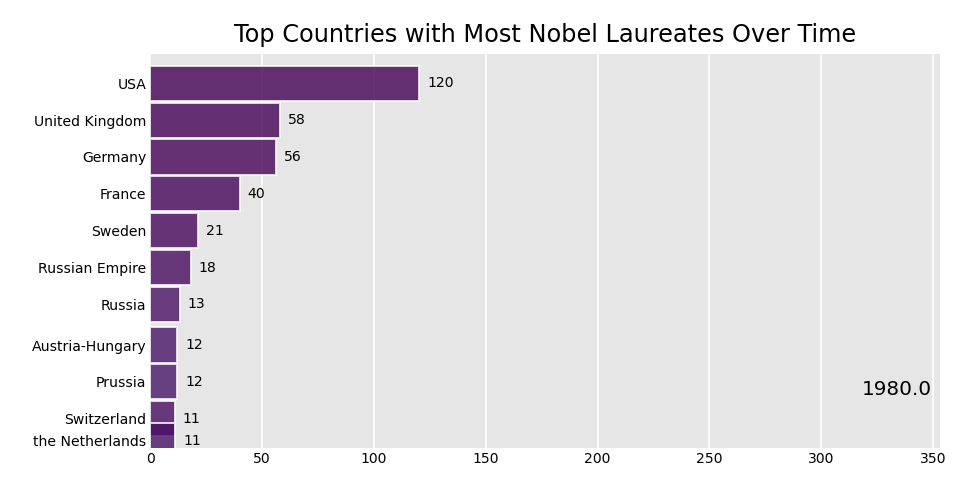 Top Countries with Most Nobel Laureates Over Time
USA 120
United Kingdom 58
Germany 56
France 40
Sweden 21
Russian Empire 18
Russia 13
Austria-Hungary 12
Prussia 12
1980.0
Switzerland 11
the Netherlands 11
0 50 100 150 200 250 300 350